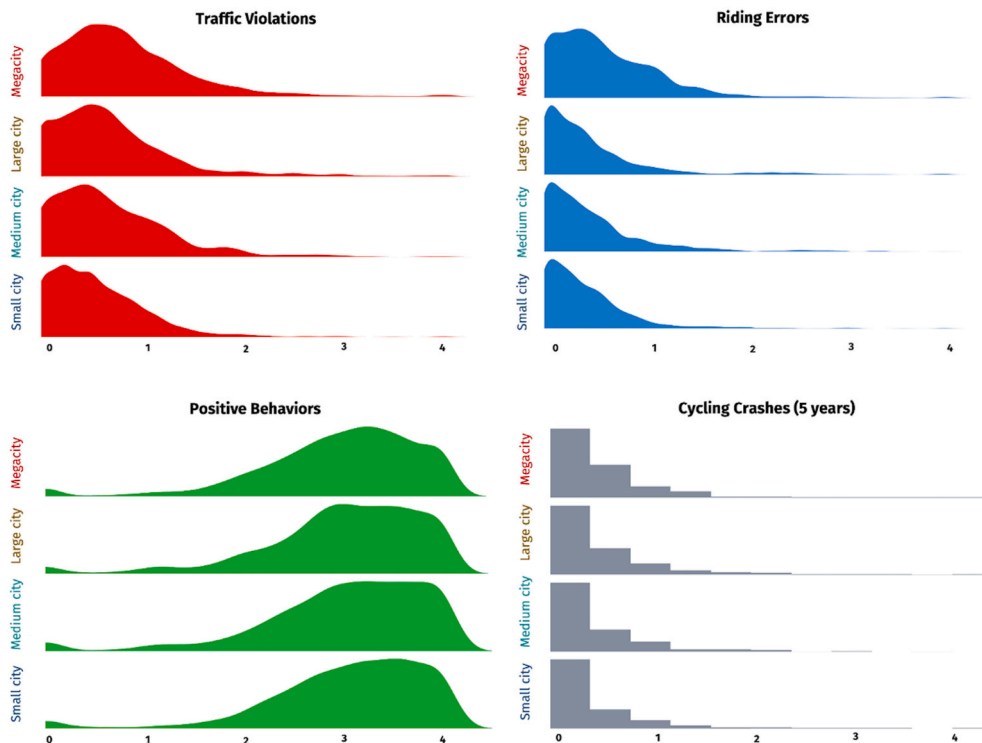 Traffic Violations
Megacity
Large city
Medium city
Small city
0 1 2 3 4
Riding Errors
Megacity
Large city
Medium city
Small city
0 1 2 3 4
Positive Behaviors
Megacity
Large city
Medium city
Small city
0 1 2 3 4
Cycling Crashes (5 years)
Megacity
Large city
Medium city
Small city
0 1 2 3 4